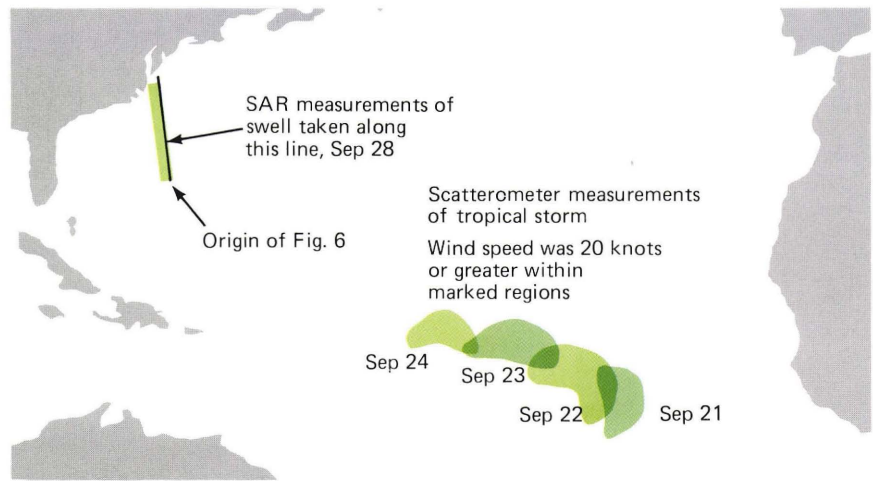 SAR measurements of
swell taken along
this line, Sep 28
Origin of Fig. 6
Scatterometer measurements
of tropical storm
Wind speed was 20 knots
or greater within
marked regions
Sep 24
Sep 23
Sep 22
Sep 21